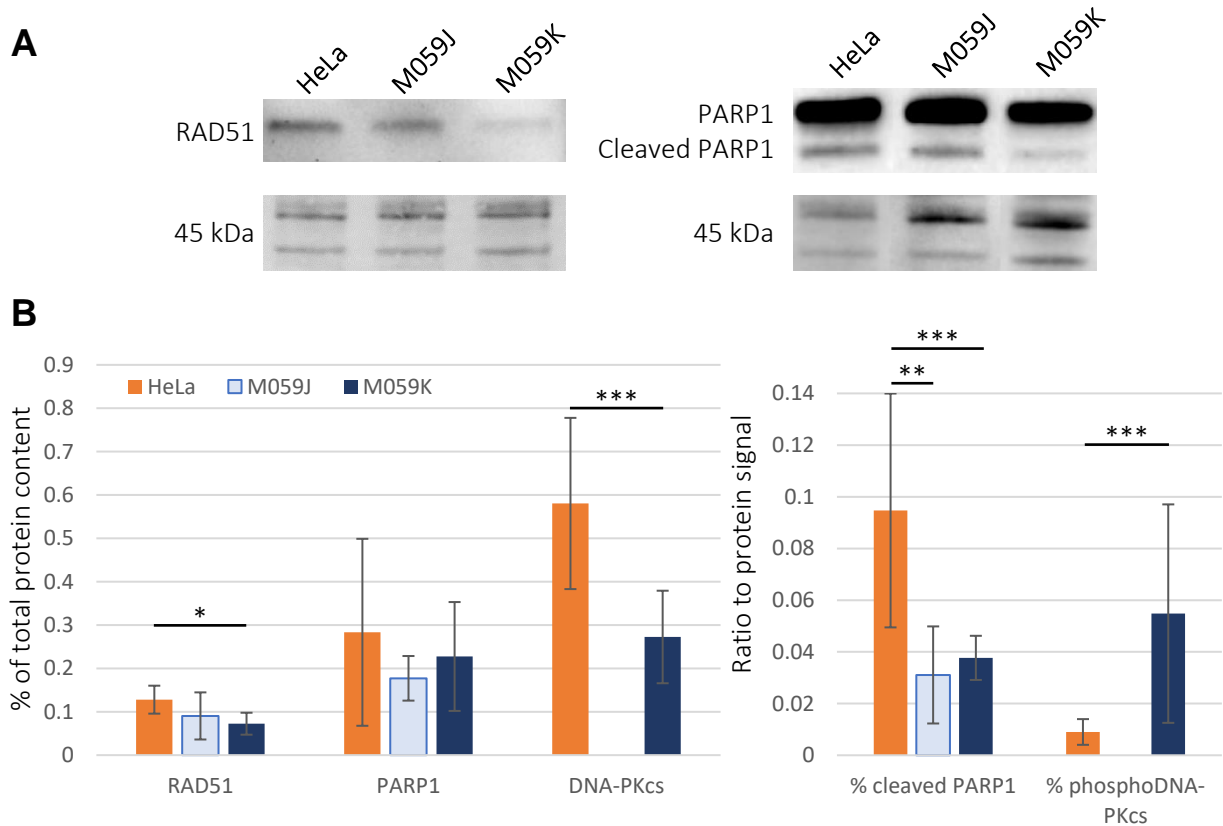 A
HeLa
M059J
M059K
RAD51
45 kDa
HeLa
M059J
M059K
PARP1
Cleaved PARP1
45 kDa
B
% of total protein content
0.9
0.8
0.7
0.6
0.5
0.4
0.3
0.2
0.1
0
HeLa
M059J
M059K
*
***
RAD51
PARP1
DNA-PKcs
Ratio to protein signal
0.14
0.12
0.1
0.08
0.06
0.04
0.02
0
***
**
***
% cleaved PARP1
% phosphoDNA-
PKcs